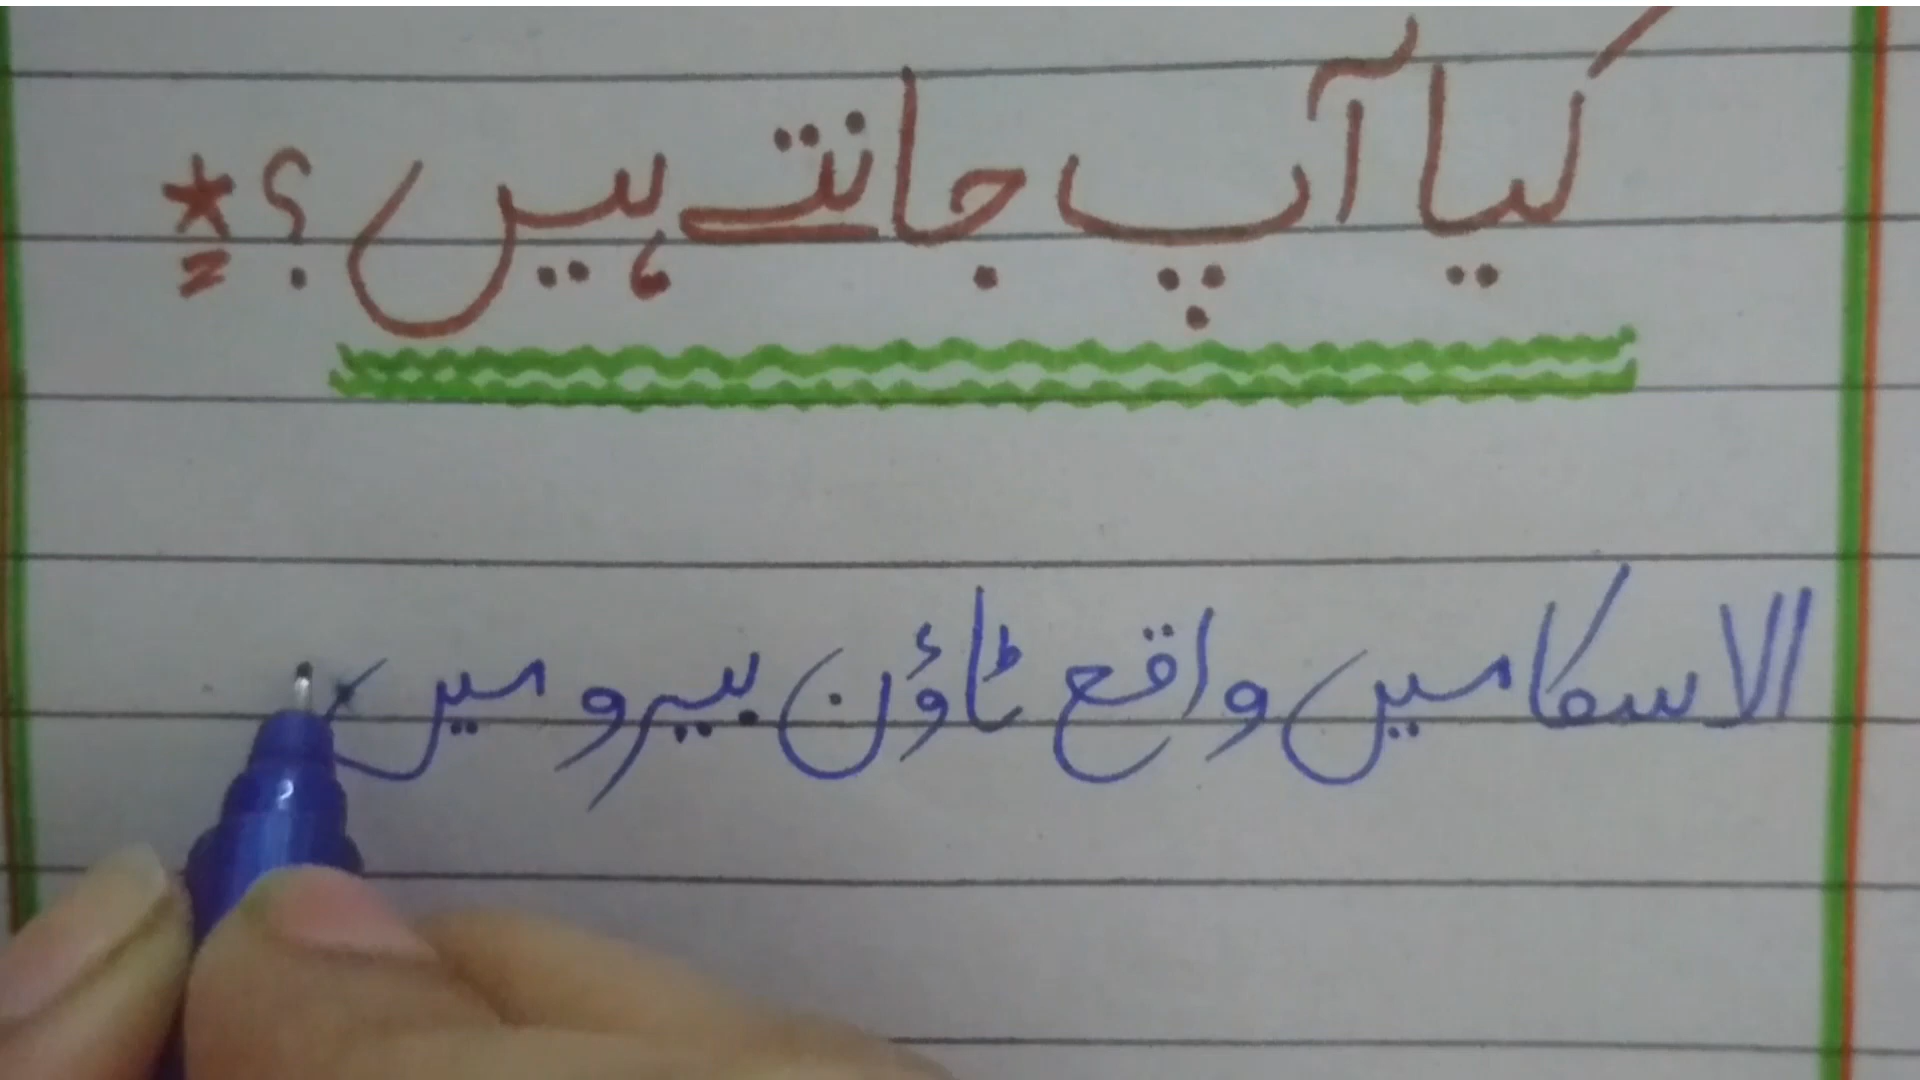 کیا آپ جانتے ہیں ؟
الاسکا میں واقع ٹاؤن بیرو میں